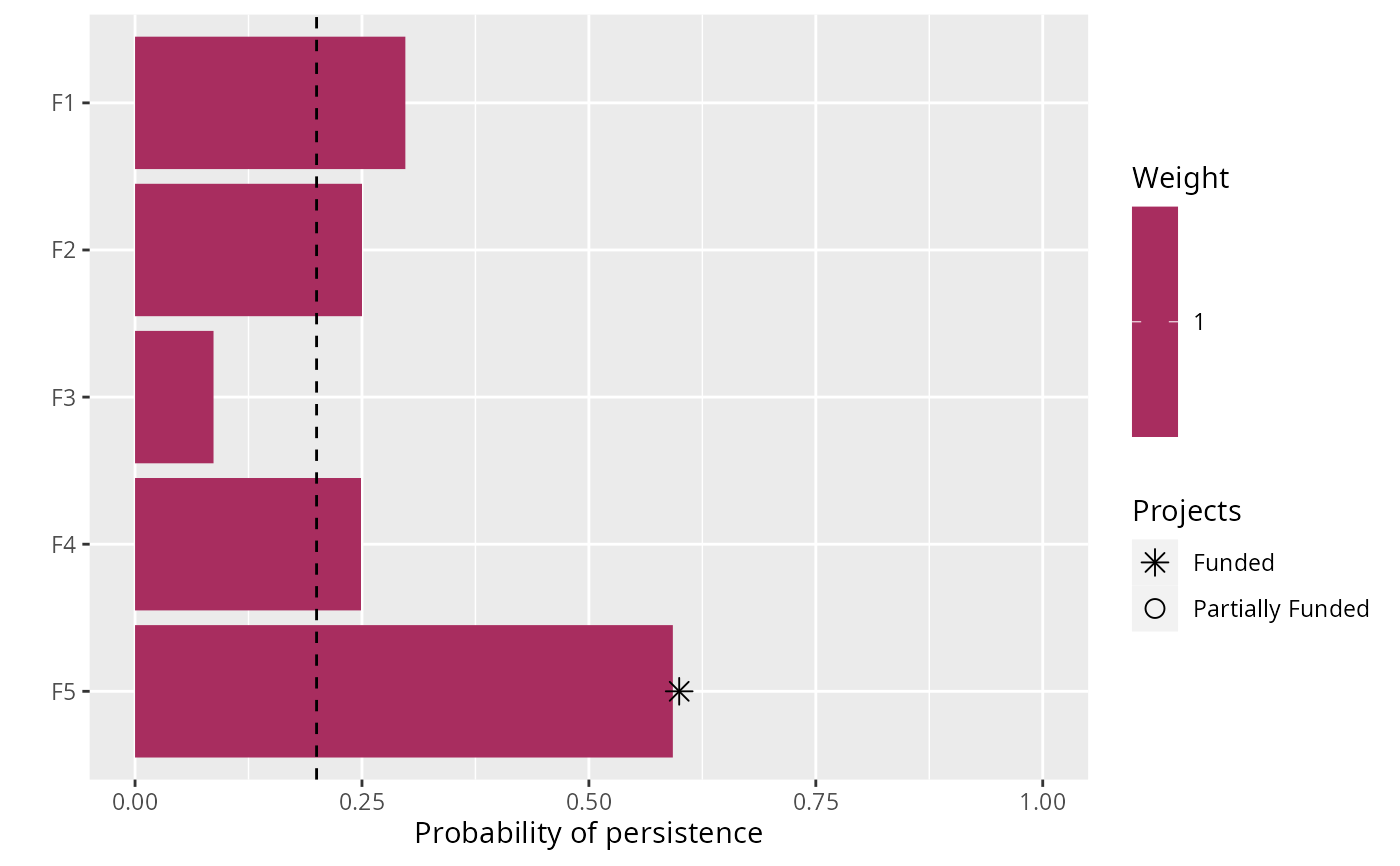 F1
F2
F3
F4
F5
0.00 0.25 0.50 0.75 1.00
Probability of persistence
Weight
1
Projects
Funded
Partially Funded